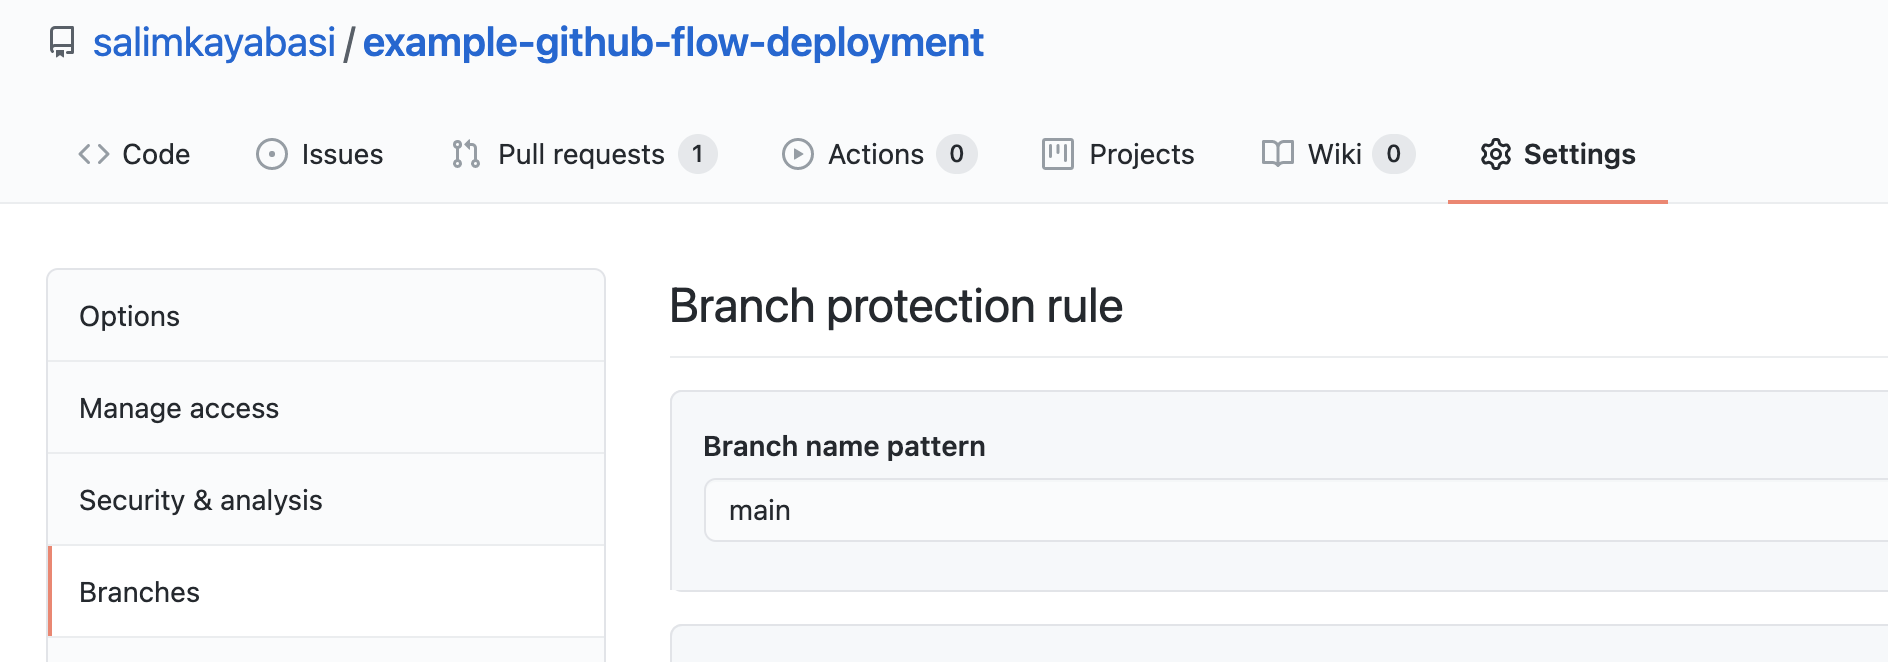 salimkayabasi / example-github-flow-deployment
Code Issues Pull requests 1 Actions 0 Projects Wiki 0 Settings
Options
Manage access
Security & analysis
Branches
Branch protection rule
Branch name pattern
main